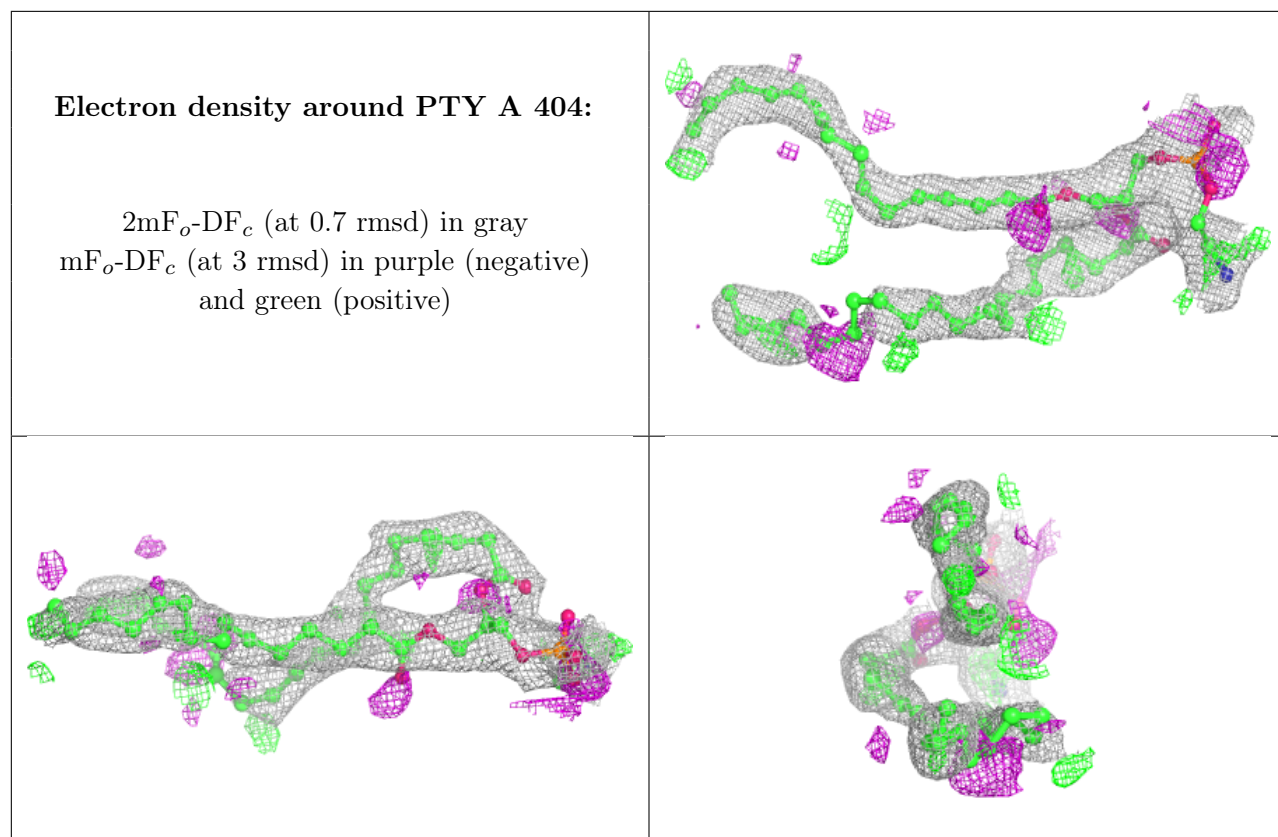 Electron density around PTY A 404:
2mFo-DFc (at 0.7 rmsd) in gray
mFo-DFc (at 3 rmsd) in purple (negative)
and green (positive)